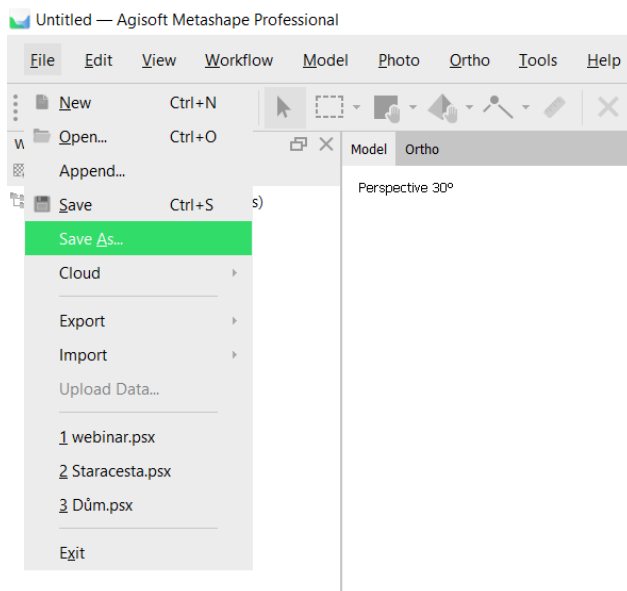 Untitled — Agisoft Metashape Professional
File Edit View Workflow Model Photo Ortho Tools Help
New Ctrl+N
Open... Ctrl+O
Append...
Save Ctrl+S
Save As...
Cloud
Export
Import
Upload Data...
1 webinar.psx
2 Staracesta.psx
3 Dům.psx
Exit
W
s)
Model Ortho
Perspective 30°